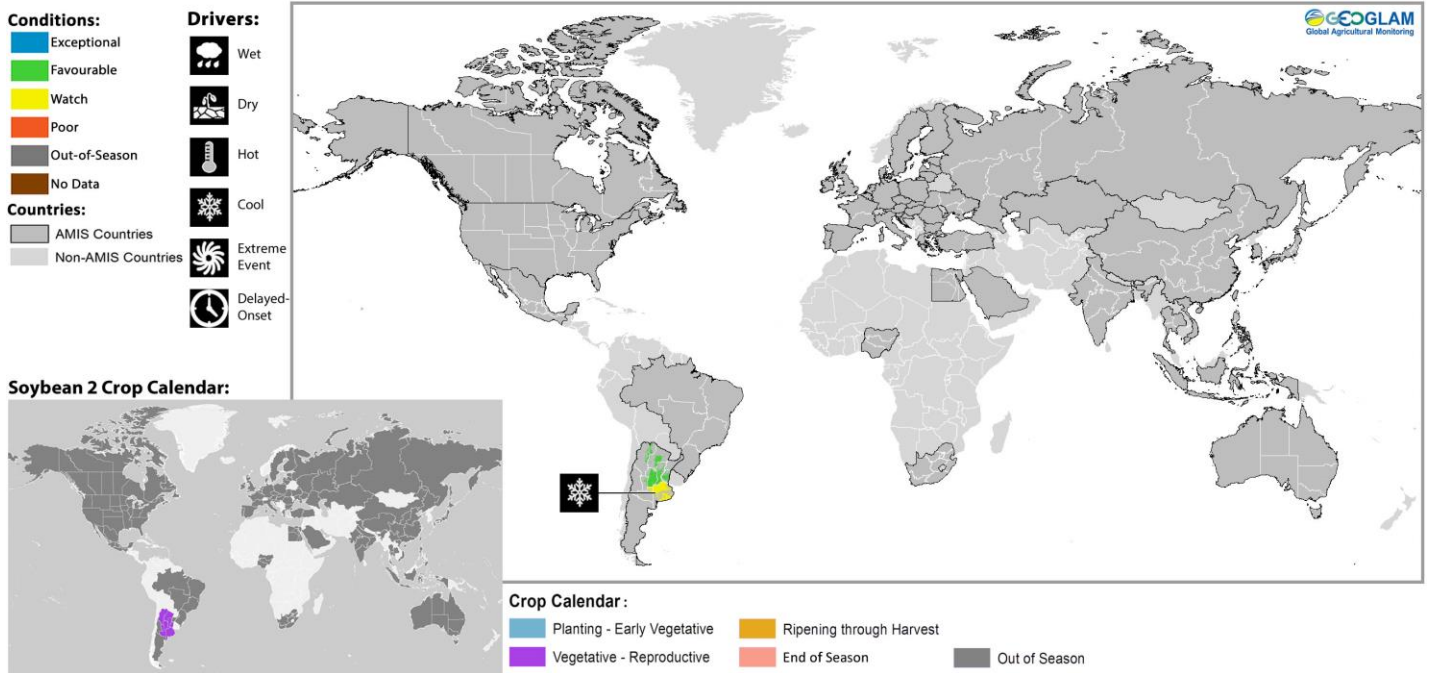 Conditions:
Exceptional
Favourable
Watch
Poor
Out-of-Season
No Data
Countries:
AMIS Countries
Non-AMIS Countries
Drivers:
Wet
Dry
Hot
Cool
Extreme
Event
Delayed-
Onset
GEOGLAM
Global Agricultural Monitoring
Soybean 2 Crop Calendar:
Crop Calendar :
Planting - Early Vegetative
Vegetative - Reproductive
Ripening through Harvest
End of Season
Out of Season